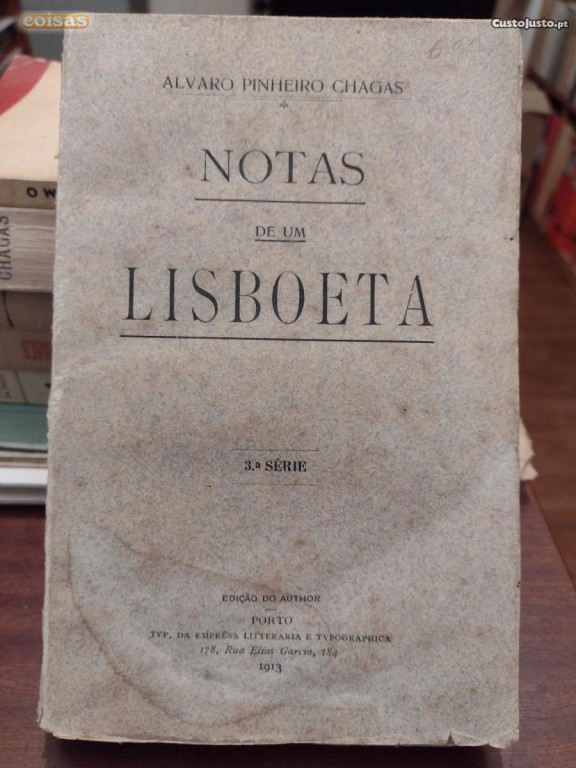 coisas
CustoJusto.pt
ALVARO PINHEIRO CHAGAS
*
NOTAS
DE UM
LISBOETA
3.ª SÉRIE
EDIÇÃO DO AUTHOR
PORTO
TYP. DA EMPRÊSA LITTERARIA E TYPOGRAPHICA
178, Rua Elias Garcia, 184
1913
O W
CHAGAS